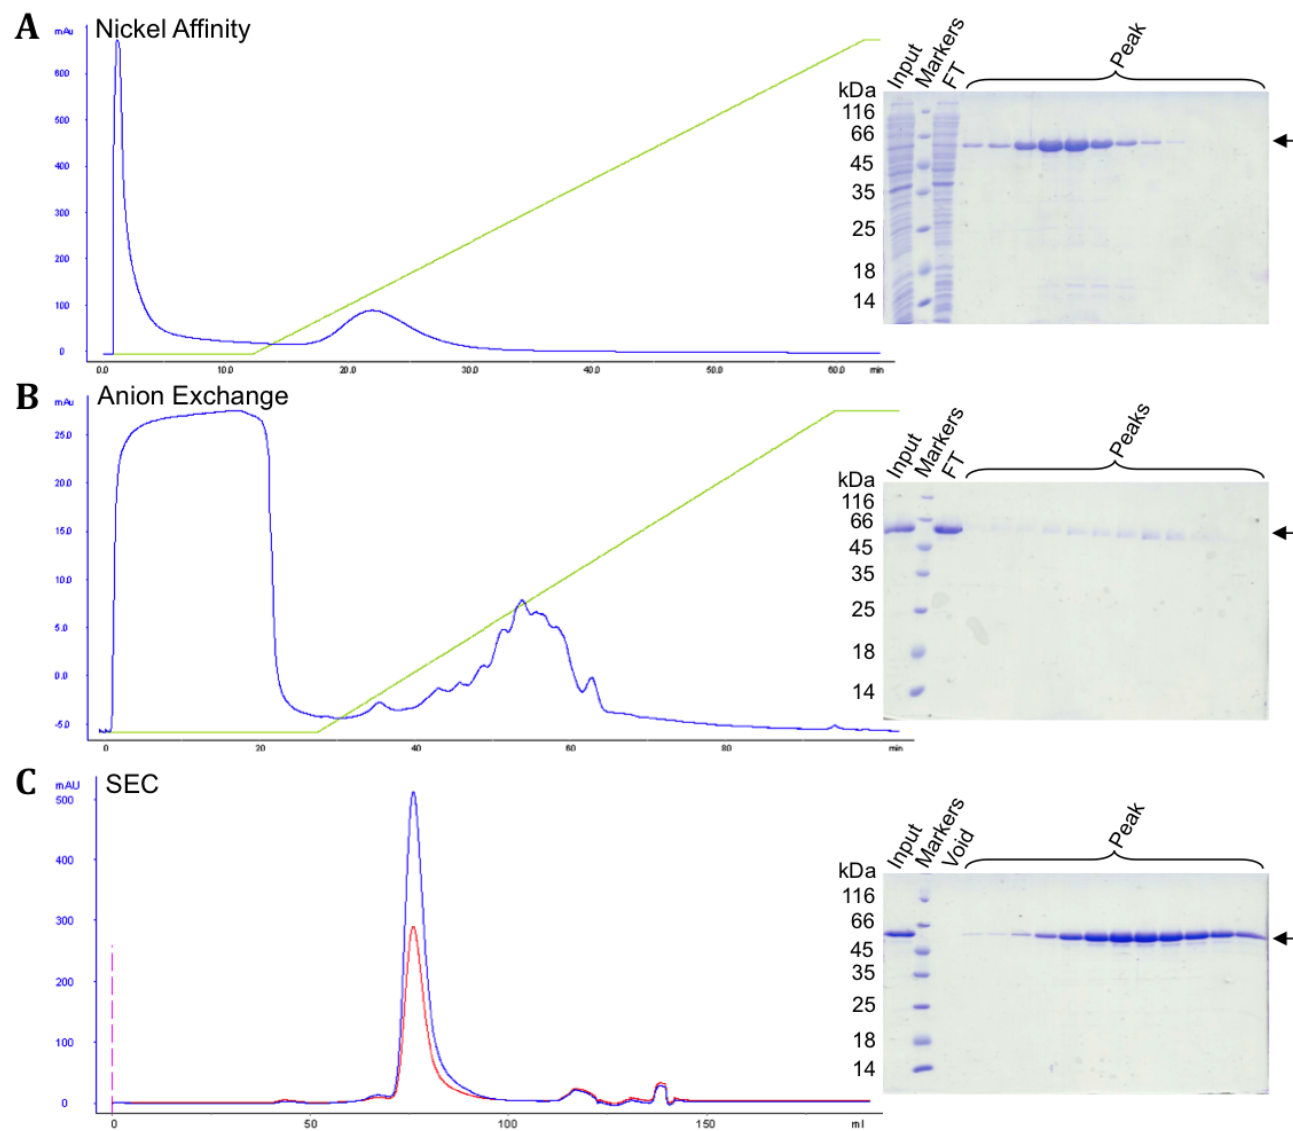 A Nickel Affinity
mAu
600
500
400
300
200
100
0
0.0 10.0 20.0 30.0 40.0 50.0 60.0 min
Input Markers FT Peak
kDa
116
66
45
35
25
18
14
B Anion Exchange
mAu
25.0
20.0
15.0
10.0
5.0
0.0
-5.0
0 20 40 60 80 min
Input Markers FT Peaks
kDa
116
66
45
35
25
18
14
C SEC
mAU
500
400
300
200
100
0
0 50 100 150 ml
Input Markers Void Peak
kDa
116
66
45
35
25
18
14